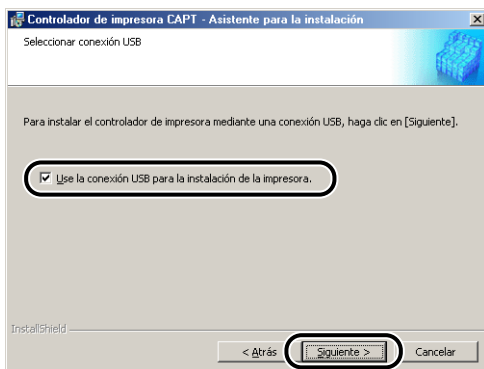 Controlador de impresora CAPT - Asistente para la instalación
Seleccionar conexión USB
Para instalar el controlador de impresora mediante una conexión USB, haga clic en [Siguiente].
Use la conexión USB para la instalación de la impresora.
InstallShield
< Atrás Siguiente > Cancelar